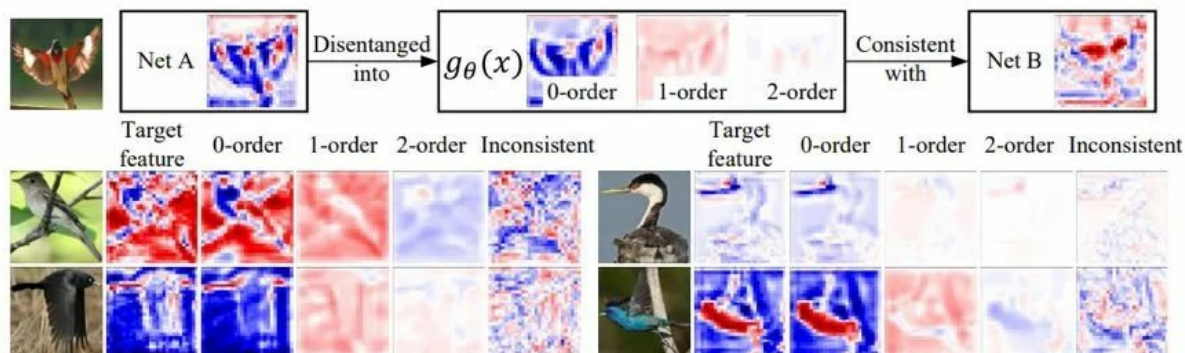 Net A
Disentanged
into
gθ(x)
0-order
1-order
2-order
Consistent
with
Net B
Target
feature 0-order 1-order 2-order Inconsistent
Target
feature 0-order 1-order 2-order Inconsistent